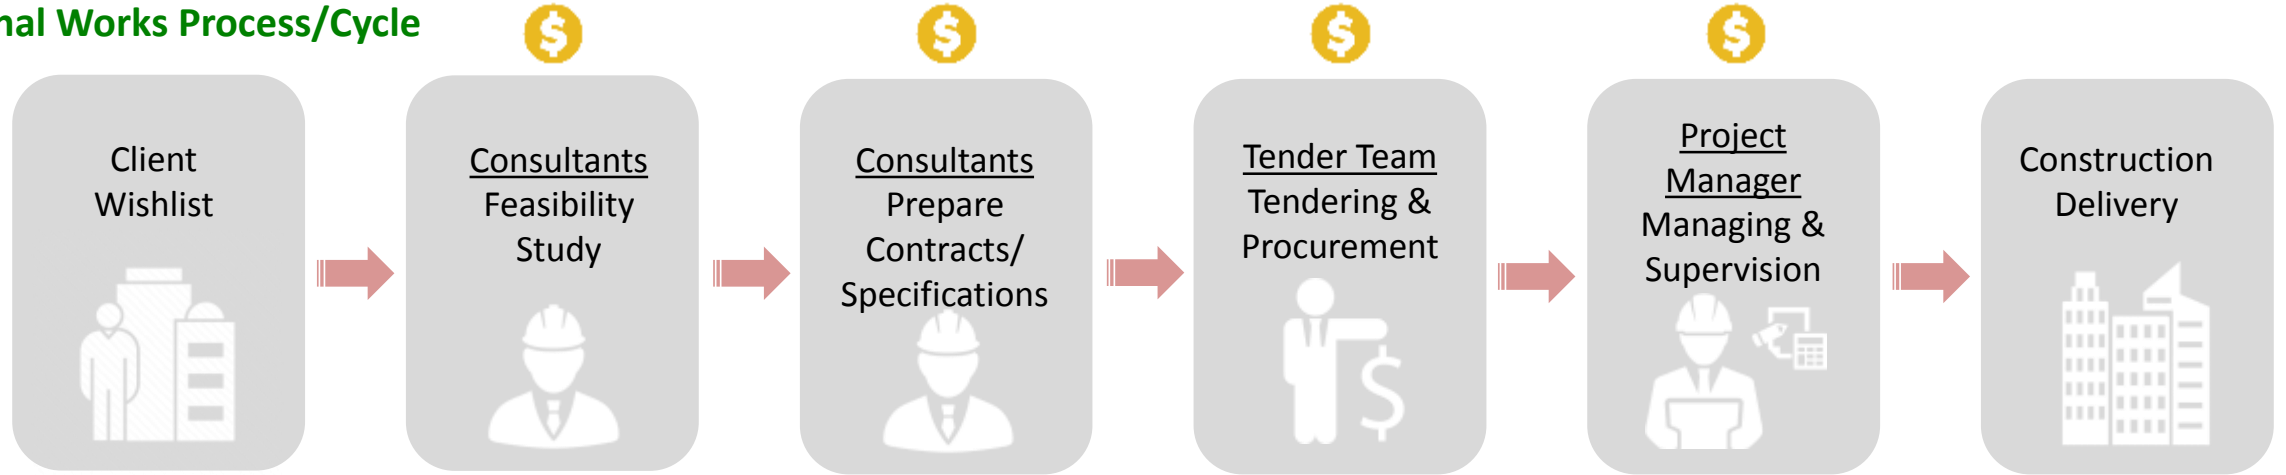 nal Works Process/Cycle
Client
Wishlist
Consultants
Feasibility
Study
Consultants
Prepare
Contracts/
Specifications
Tender Team
Tendering &
Procurement
Project
Manager
Managing &
Supervision
Construction
Delivery